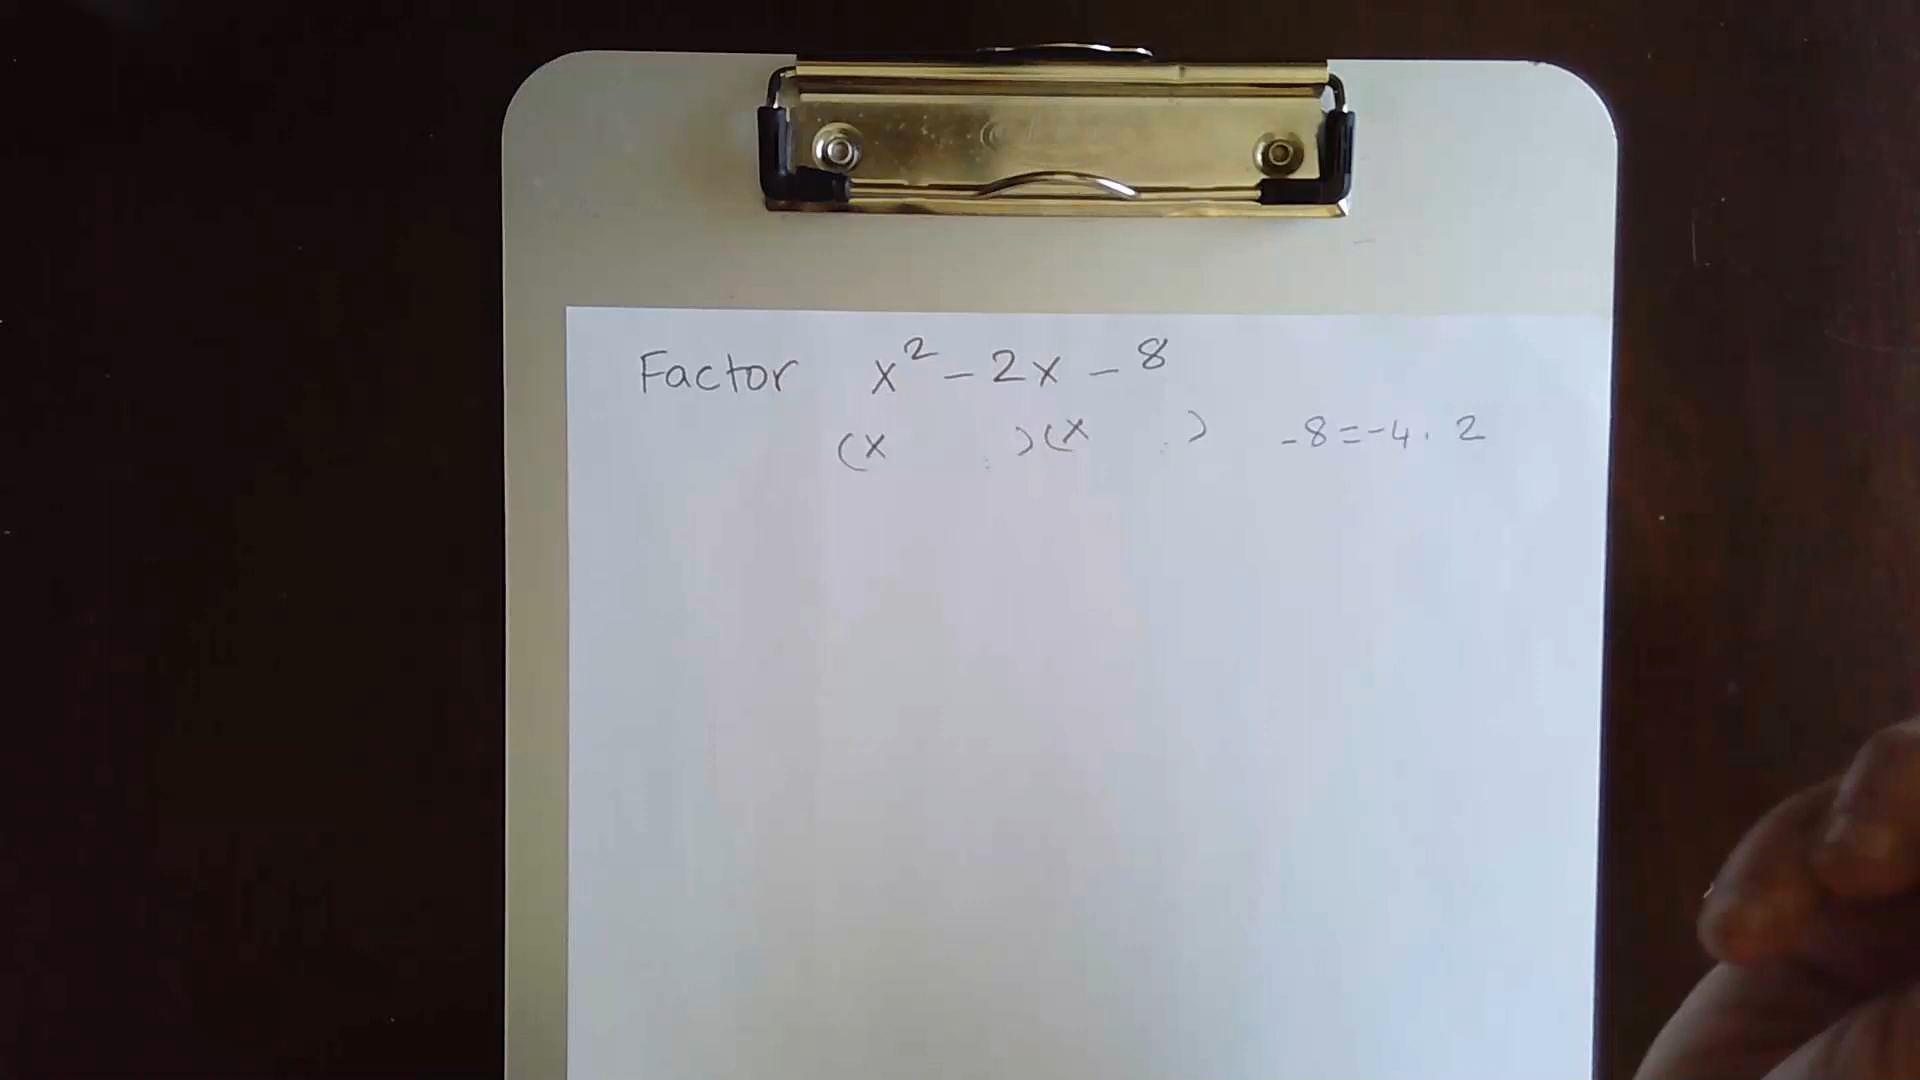 Factor x² - 2x - 8
(x )(x ) -8=-4. 2